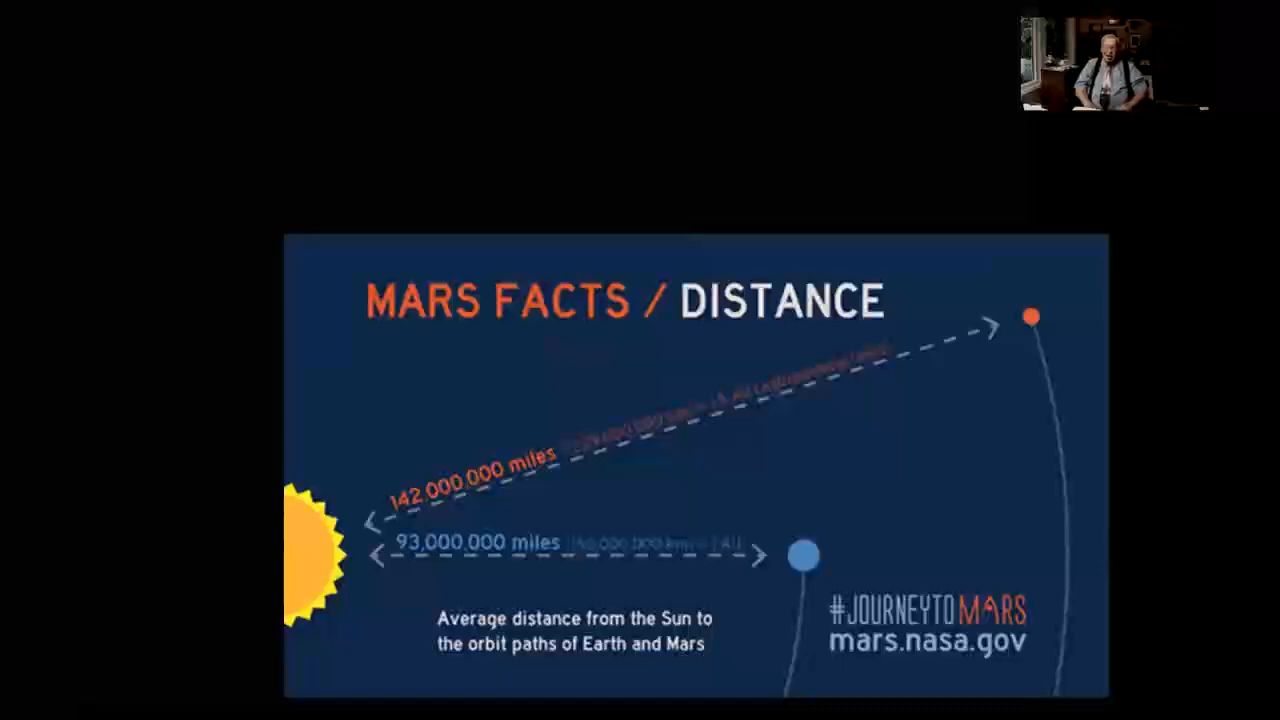 MARS FACTS / DISTANCE
142,000,000 miles
93,000,000 miles
Average distance from the Sun to
the orbit paths of Earth and Mars
#JOURNEYTOMARS
mars.nasa.gov